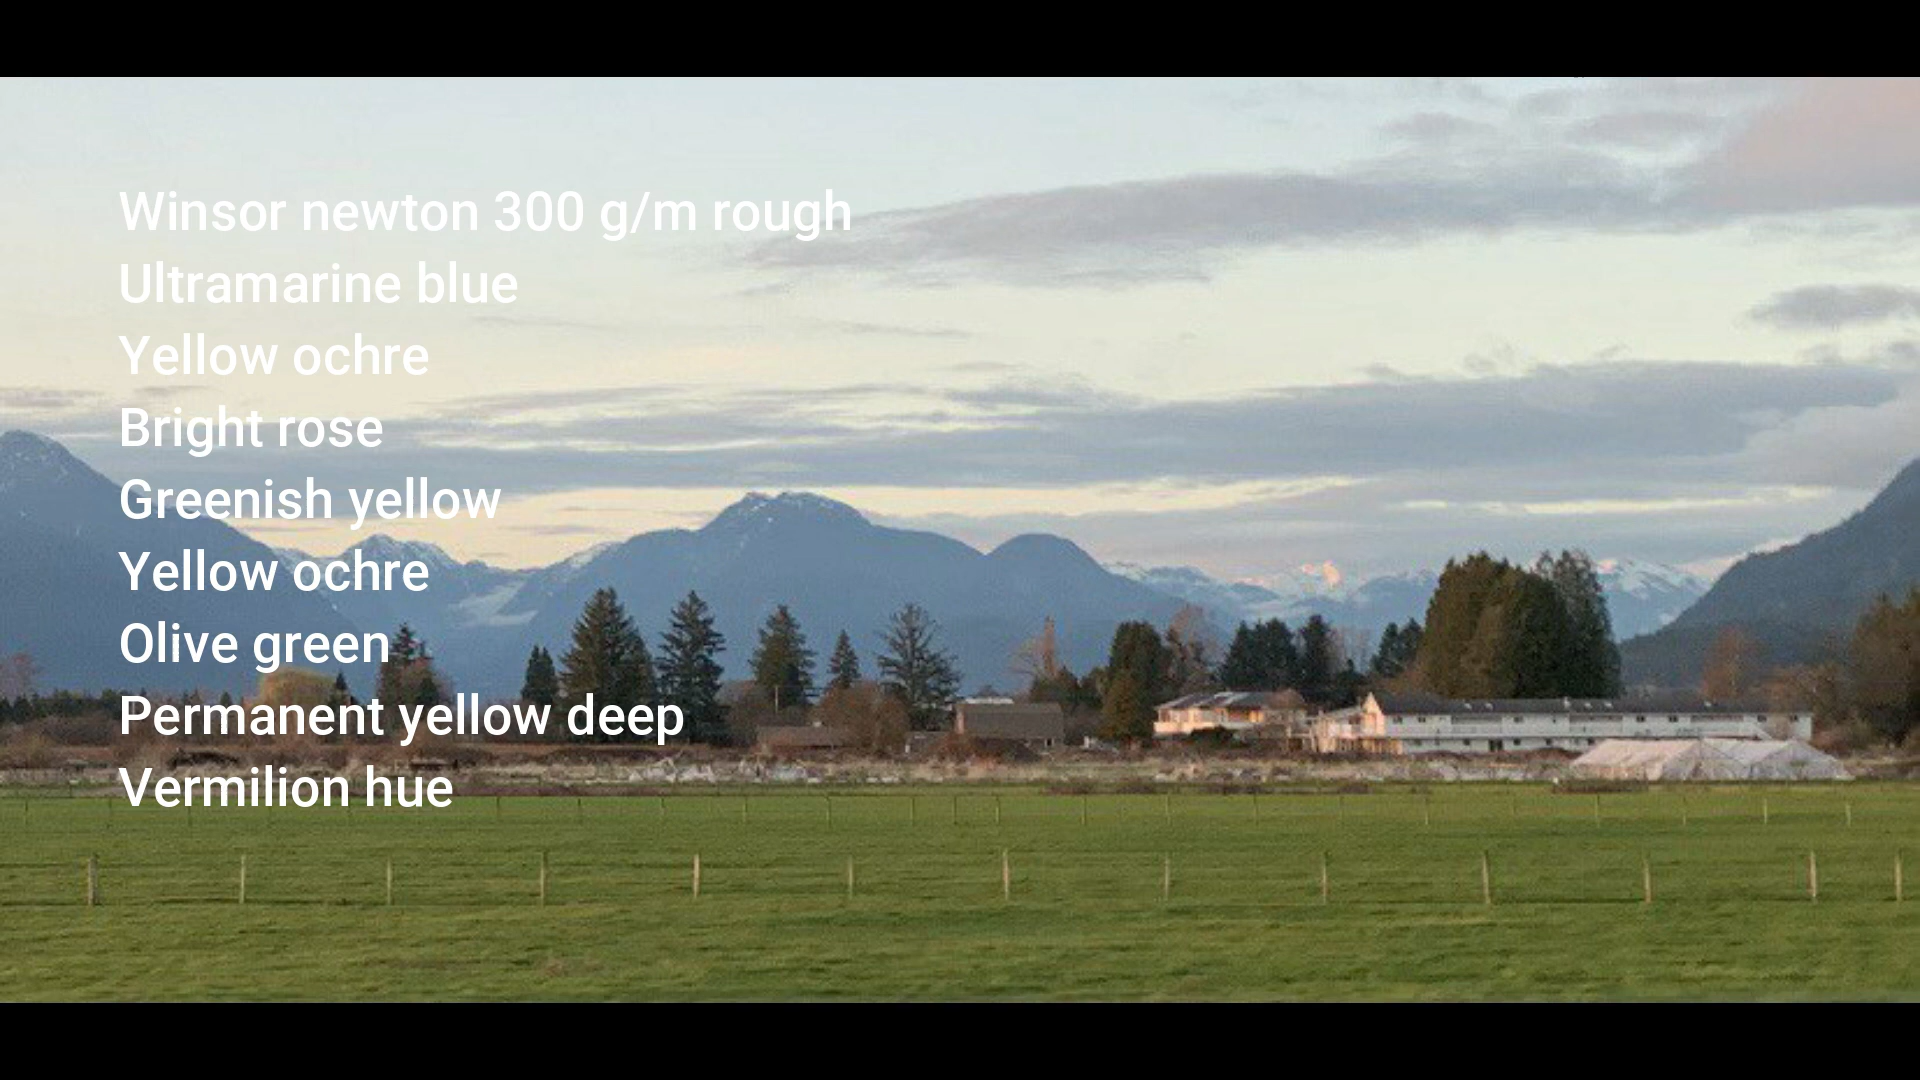 Winsor newton 300 g/m rough
Ultramarine blue
Yellow ochre
Bright rose
Greenish yellow
Yellow ochre
Olive green
Permanent yellow deep
Vermilion hue